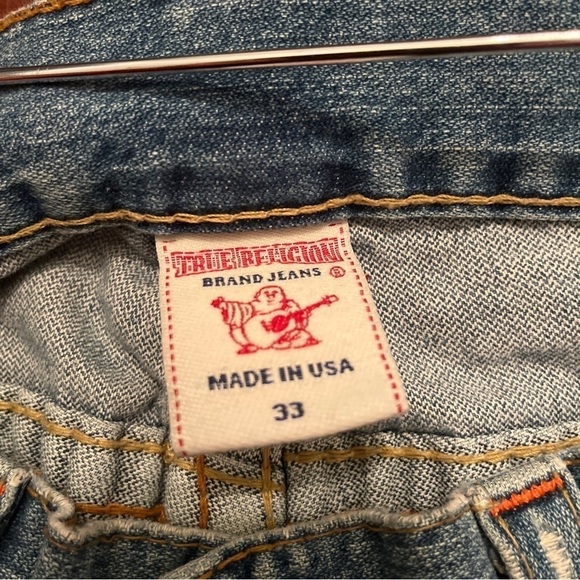 TRUE RELIGION
BRAND JEANS ®
MADE IN USA
33